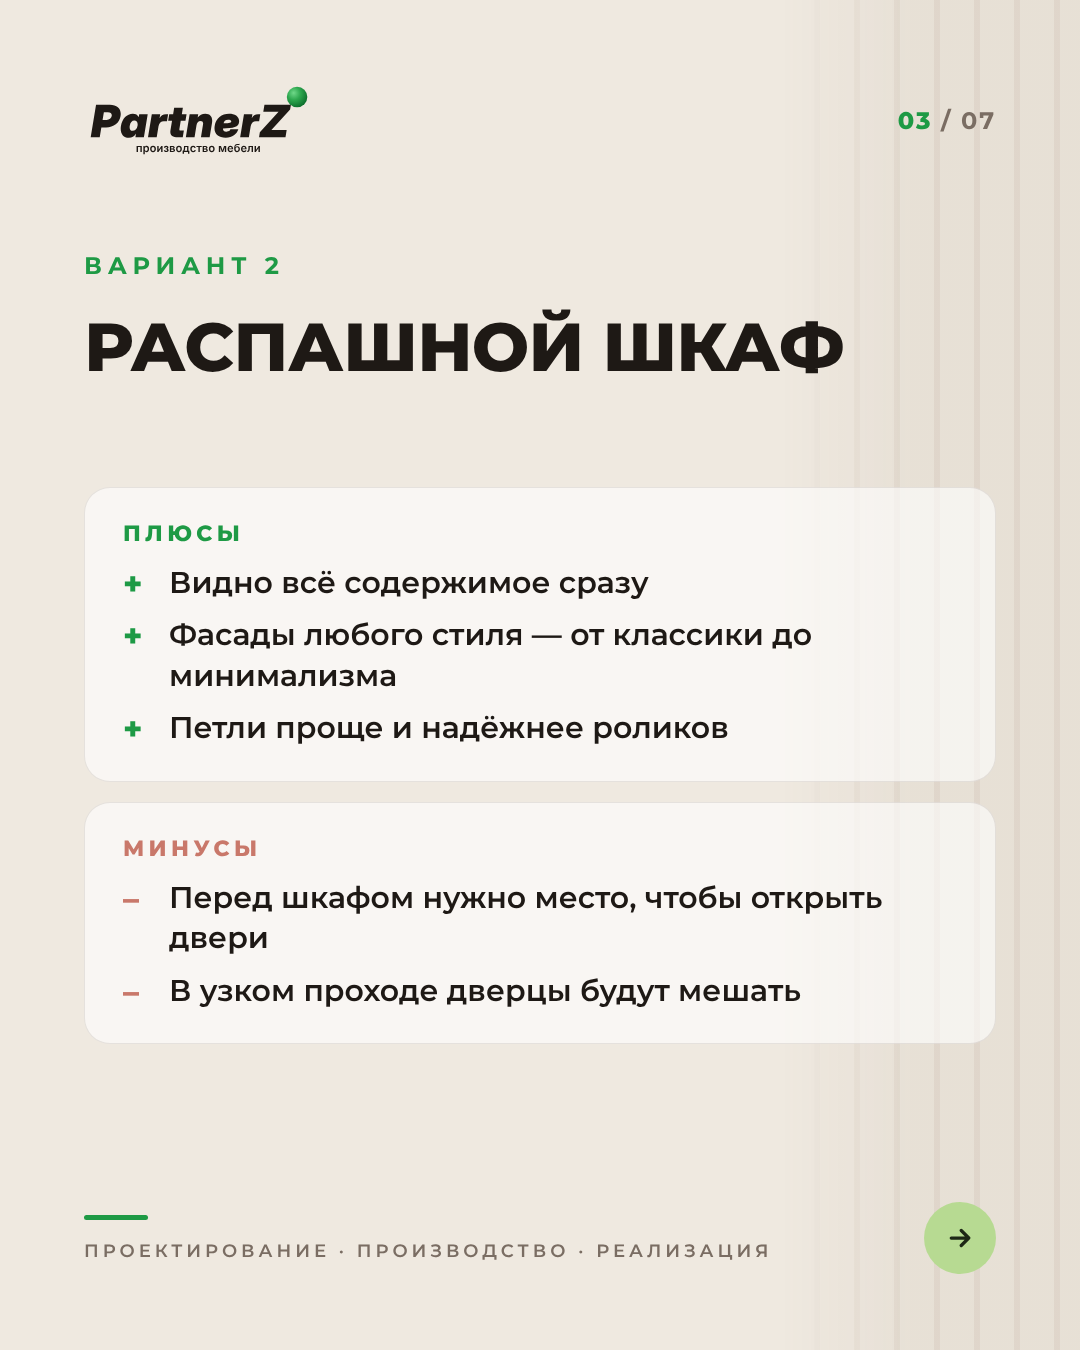 PartnerZ
производство мебели
03 / 07
ВАРИАНТ 2
РАСПАШНОЙ ШКАФ
ПЛЮСЫ
+ Видно всё содержимое сразу
+ Фасады любого стиля — от классики до
минимализма
+ Петли проще и надёжнее роликов
МИНУСЫ
– Перед шкафом нужно место, чтобы открыть
двери
– В узком проходе дверцы будут мешать
ПРОЕКТИРОВАНИЕ · ПРОИЗВОДСТВО · РЕАЛИЗАЦИЯ